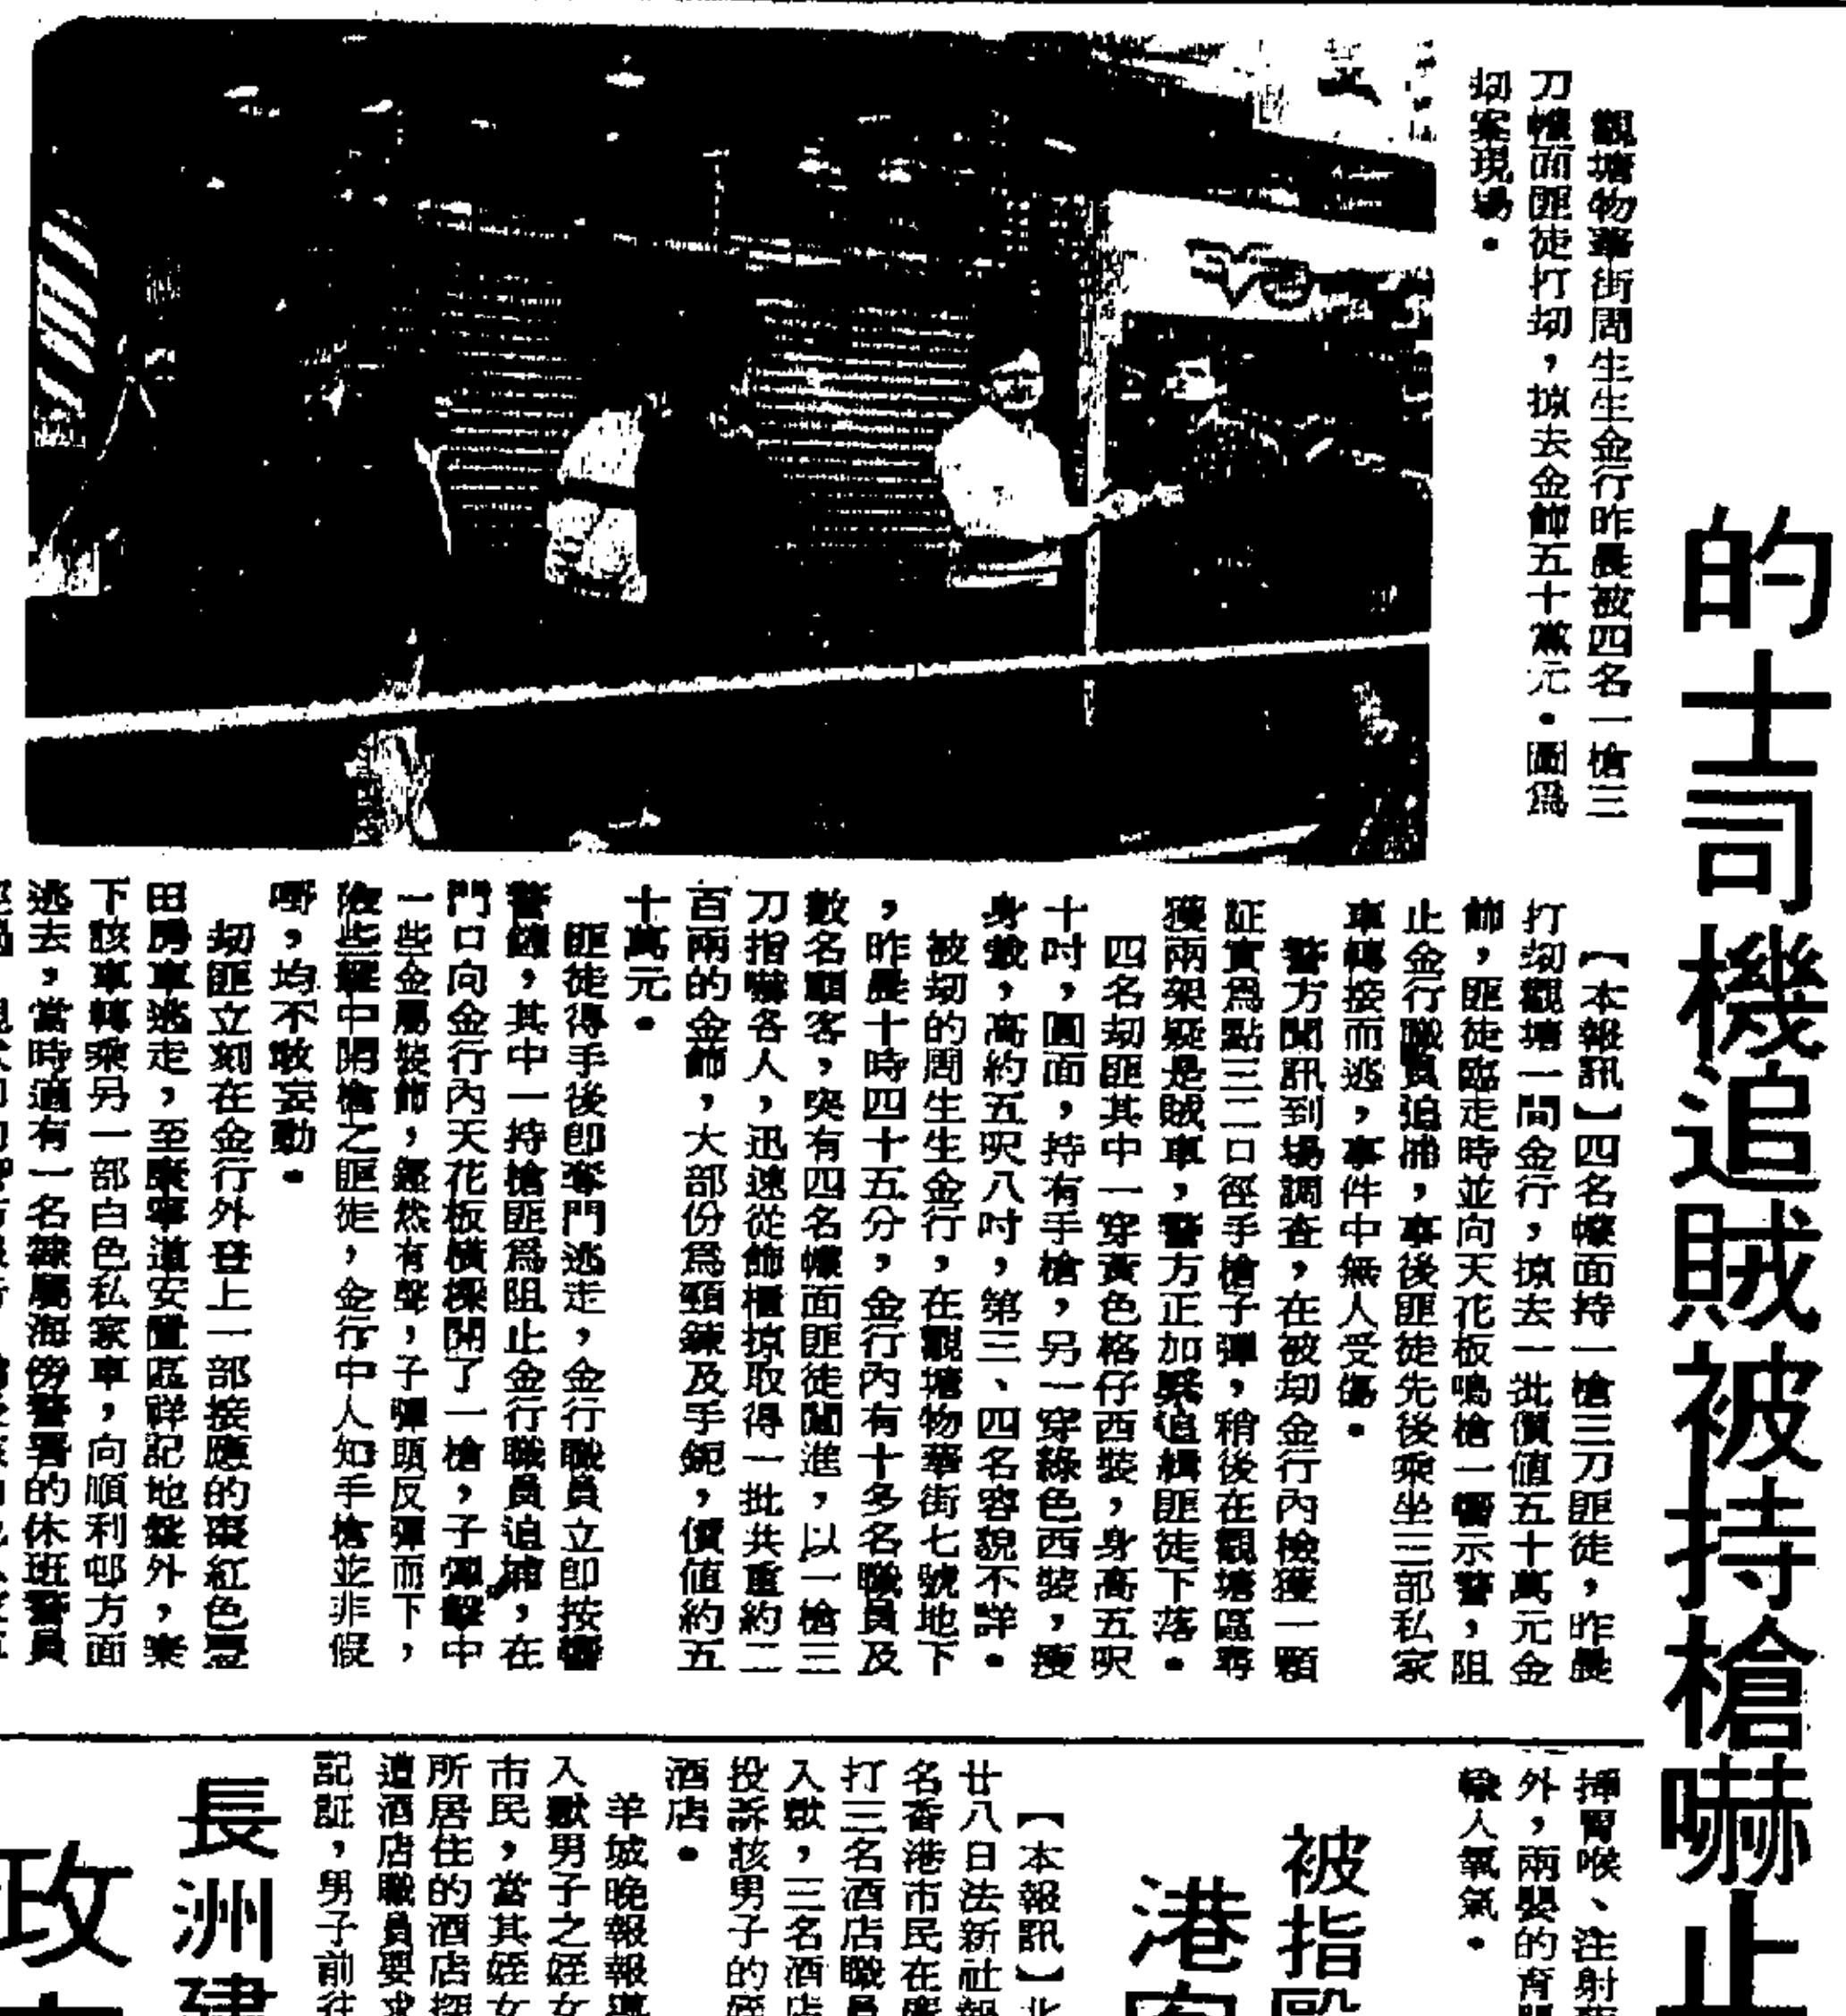 的士司機追賊被持槍嚇止
觀塘物華街周生生金行昨晨被四名一槍三
刀幪面匪徒打刧，掠去金飾五十萬元。圖爲
刧案現場。
【本報訊】四名幪面持一槍三刀匪徒，昨晨
打刧觀塘一間金行，掠去一批價値五十萬元金
飾，匪徒臨走時並向天花板鳴槍一響示警，阻
止金行職員追捕，事後匪徒先後乘坐三部私家
車轉接而逃，事件中無人受傷。
警方聞訊到場調查，在被刧金行內檢獲一顆
証實爲點三二口徑手槍子彈，稍後在觀塘區尋
獲兩架疑是賊車，警方正加緊追緝匪徒下落。
四名刧匪其中一穿黃色格仔西裝，身高五呎
十吋，圓面，持有手槍，另一穿綠色西裝，瘦
身裁，高約五呎八吋，第三、四名容貌不詳。
被刧的周生生金行，在觀塘物華街七號地下
，昨晨十時四十五分，金行內有十多名職員及
數名顧客，突有四名幪面匪徒闖進，以一槍三
刀指嚇各人，迅速從飾櫃掠取得一批共重約二
百兩的金飾，大部份爲頸鍊及手鈪，價値約五
十萬元。
匪徒得手後卽奪門逃走，金行職員立卽按響
警鐘，其中一持槍匪爲阻止金行職員追捕，在
門口向金行內天花板橫樑開了一槍，子彈擊中
一些金屬裝飾，鏗然有聲，子彈頭反彈而下，
險些擊中開槍之匪徒，金行中人知手槍並非假
嘢，均不敢妄動。
刧匪立刻在金行外登上一部接應的棗紅色豐
田房車逃走，至康寧道安置區祥記地盤外，棄
下該車轉乘另一部白色私家車，向順利邨方面
逃去，當時適有一名隸屬海傍警署的休班警員
揷胃喉、注射
外，兩嬰的育
輸人氧氣。
被指毆
港客
【本報訊】北
廿八日法新社報
名香港市民在
打三名酒店職員
入獄，三名酒店
投訴該男子的姪
酒店。
羊城晚報報導
入獄男子之姪女
市民，當其姪女
所居住的酒店探
遭酒店職員要求
記証，男子前往
長洲建
政